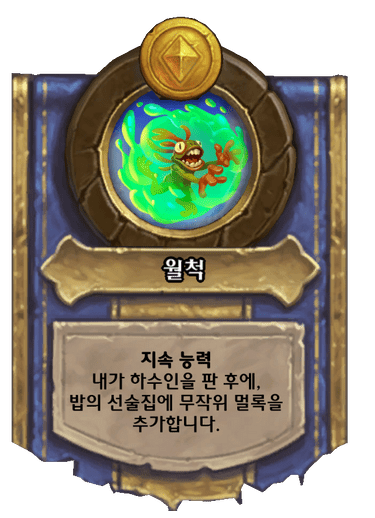 월척
지속 능력
내가 하수인을 판 후에,
밥의 선술집에 무작위 멀록을
추가합니다.